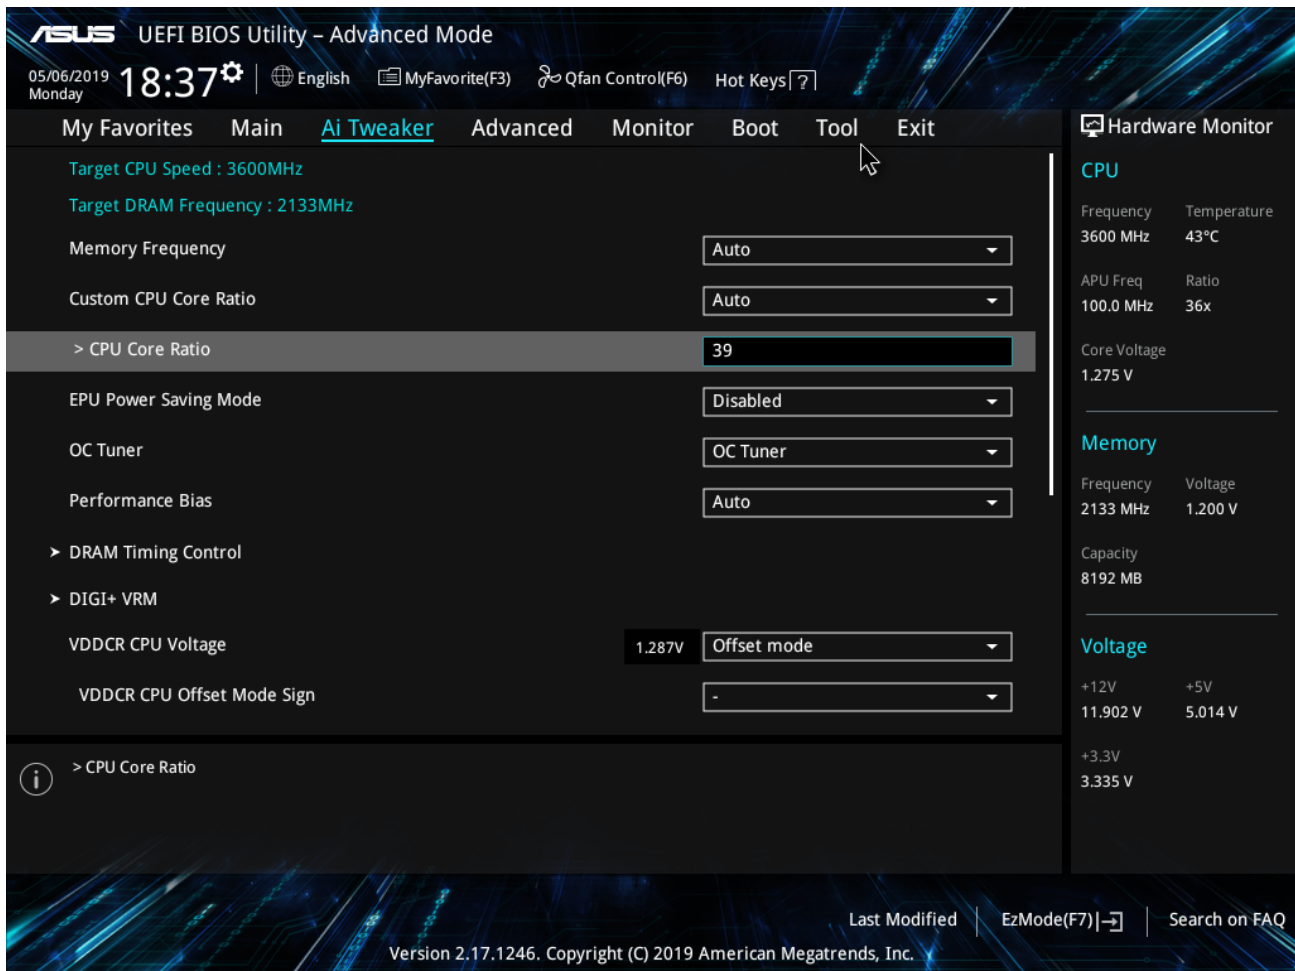 ASUS UEFI BIOS Utility – Advanced Mode
05/06/2019 Monday 18:37 English MyFavorite(F3) Qfan Control(F6) Hot Keys ?
My Favorites Main Ai Tweaker Advanced Monitor Boot Tool Exit
Target CPU Speed : 3600MHz
Target DRAM Frequency : 2133MHz
Memory Frequency Auto
Custom CPU Core Ratio Auto
> CPU Core Ratio 39
EPU Power Saving Mode Disabled
OC Tuner OC Tuner
Performance Bias Auto
DRAM Timing Control
DIGI+ VRM
VDDCR CPU Voltage 1.287V Offset mode
VDDCR CPU Offset Mode Sign -
> CPU Core Ratio
Hardware Monitor
CPU
Frequency Temperature
3600 MHz 43°C
APU Freq Ratio
100.0 MHz 36x
Core Voltage
1.275 V
Memory
Frequency Voltage
2133 MHz 1.200 V
Capacity
8192 MB
Voltage
+12V +5V
11.902 V 5.014 V
+3.3V
3.335 V
Last Modified EzMode(F7) Search on FAQ
Version 2.17.1246. Copyright (C) 2019 American Megatrends, Inc.